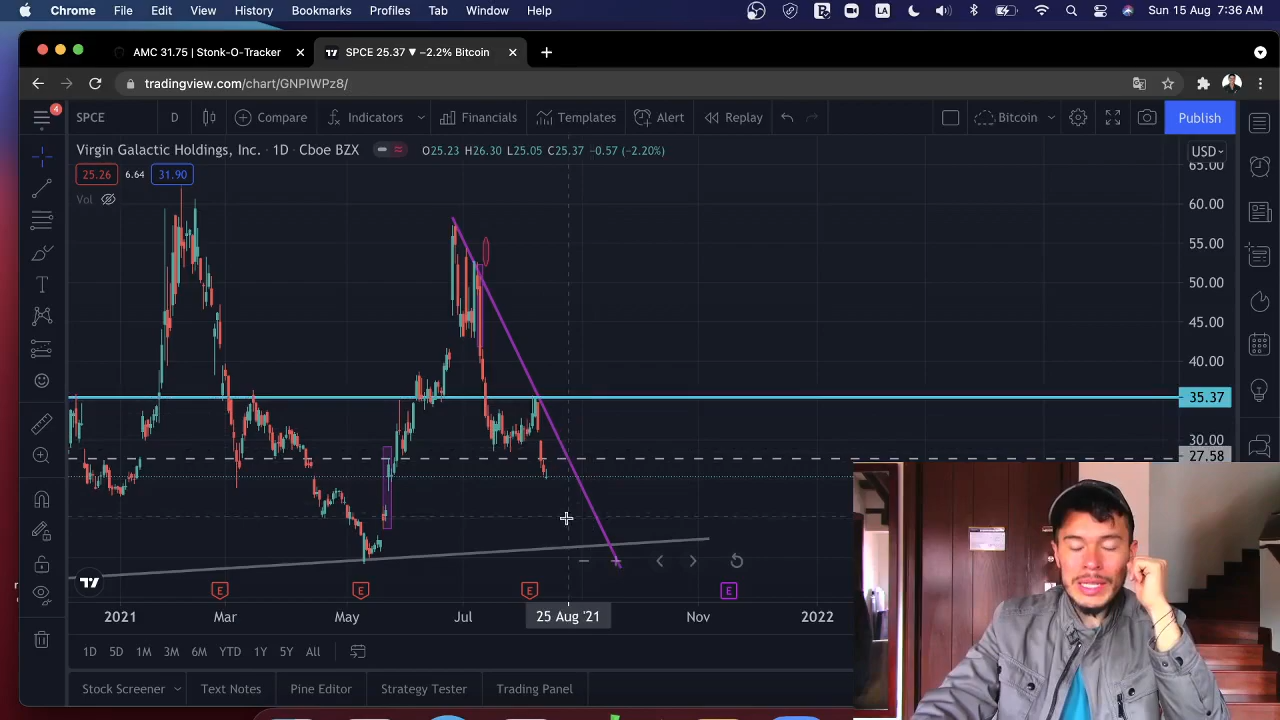 Chrome File Edit View History Bookmarks Profiles Tab Window Help LA Sun 15 Aug 7:36 AM
AMC 31.75 | Stonk-O-Tracker SPCE 25.37 ▼ −2.2% Bitcoin
tradingview.com/chart/GNPIWPz8/
4
SPCE D Compare Indicators Financials Templates Alert Replay Bitcoin Publish
Virgin Galactic Holdings, Inc. · 1D · Cboe BZX O25.23 H26.30 L25.05 C25.37 −0.57 (−2.20%) USD
65.00
25.26 6.64 31.90
Vol
60.00
55.00
50.00
45.00
40.00
35.37
30.00
27.58
E E E E
2021 Mar May Jul 25 Aug '21 Nov 2022
1D 5D 1M 3M 6M YTD 1Y 5Y All
Stock Screener Text Notes Pine Editor Strategy Tester Trading Panel